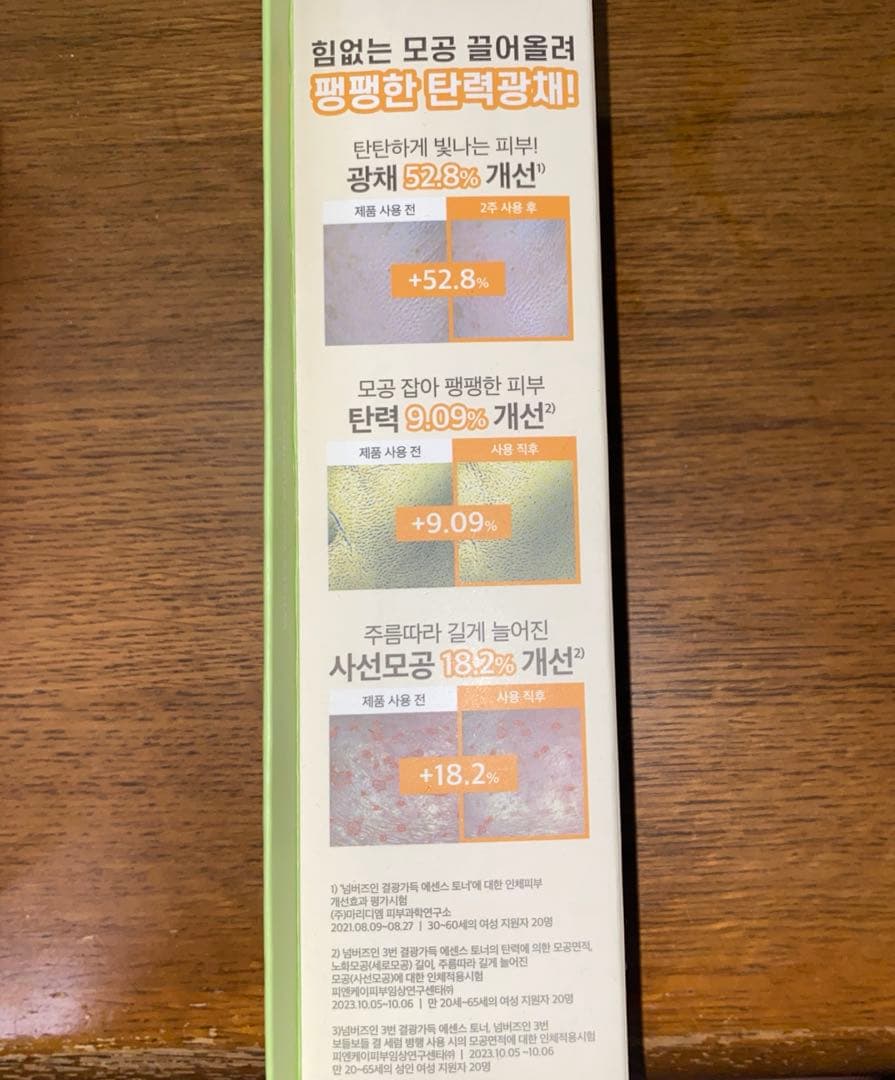 힘없는 모공 끌어올려
팽팽한 탄력광채!
탄탄하게 빛나는 피부!
광채 52.8% 개선1)
제품 사용 전
2주 사용 후
+52.8%
모공 잡아 팽팽한 피부
탄력 9.09% 개선2)
제품 사용 전
사용 직후
+9.09%
주름따라 길게 늘어진
사선모공 18.2% 개선2)
제품 사용 전
사용 직후
+18.2%
1) '넘버즈인 결광가득 에센스 토너'에 대한 인체피부
개선효과 평가시험
(주)마리디엠 피부과학연구소
2021.08.09~08.27 | 30~60세의 여성 지원자 20명
2) 넘버즈인 3번 결광가득 에센스 토너의 탄력에 의한 모공면적,
노화모공(세로모공) 길이, 주름따라 길게 늘어진
모공(사선모공)에 대한 인체적용시험
피엔케이피부임상연구센타㈜
2023.10.05~10.06 | 만 20세~65세의 여성 지원자 20명
3)넘버즈인 3번 결광가득 에센스 토너, 넘버즈인 3번
보들보들 결 세럼 병행 사용 시의 모공면적에 대한 인체적용시험
피엔케이피부임상연구센타㈜ | 2023.10.05 ~10.06
만 20~65세의 성인 여성 지원자 20명